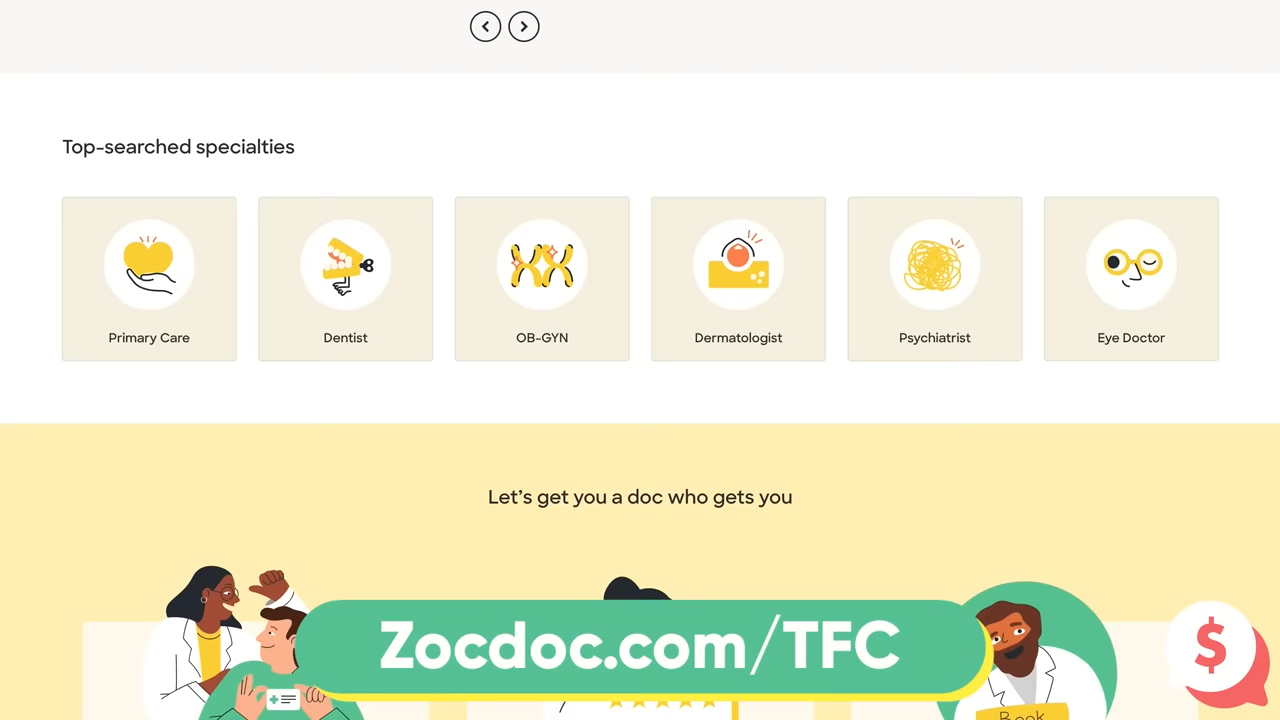 Top-searched specialties
Primary Care
Dentist
OB-GYN
Dermatologist
Psychiatrist
Eye Doctor
Let’s get you a doc who gets you
Zocdoc.com/TFC
Book
$